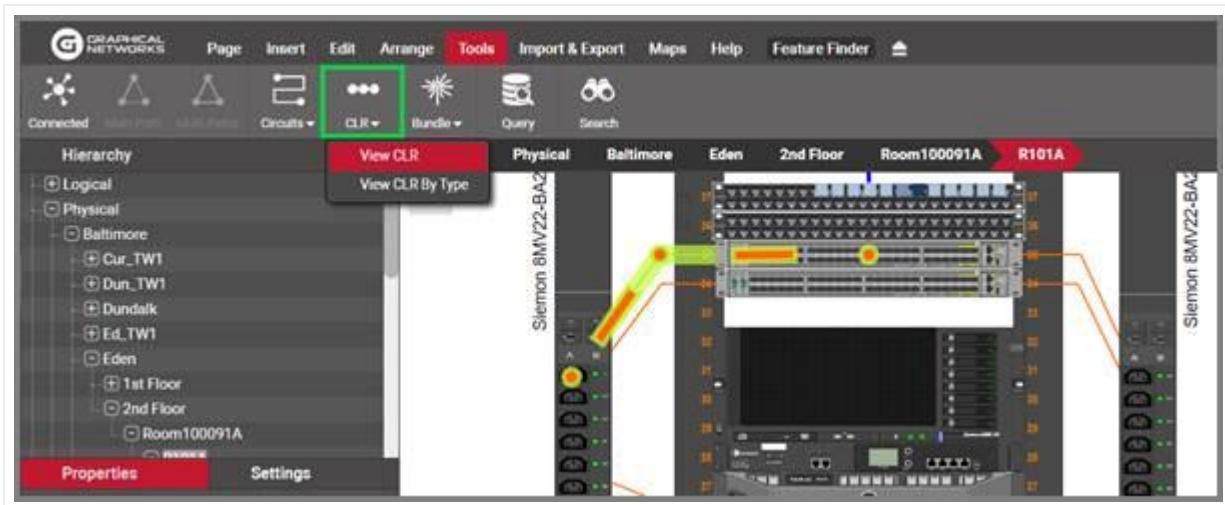 GRAPHICAL NETWORKS
Page Insert Edit Arrange Tools Import & Export Maps Help Feature Finder
Connected Circuits CLR Bundle Query Search
Hierarchy
View CLR
View CLR By Type
Physical Baltimore Eden 2nd Floor Room100091A R101A
Logical
Physical
Baltimore
Cur_TW1
Dun_TW1
Dundalk
Ed_TW1
Eden
1st Floor
2nd Floor
Room100091A
Properties Settings
Siemon 8MV22-BA2
A B
Siemon 8MV22-BA2
A B